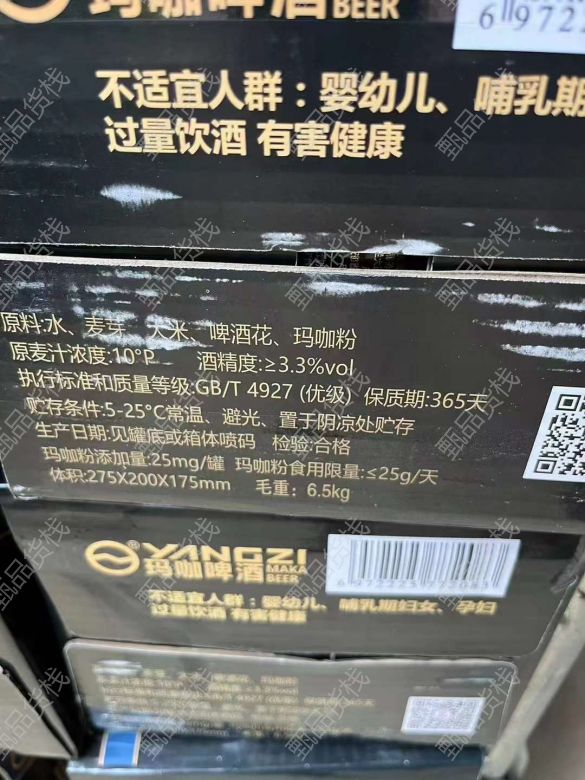 玛咖啤酒 BEER
6 97222
不适宜人群：婴幼儿、哺乳期
过量饮酒 有害健康
原料:水、麦芽、大米、啤酒花、玛咖粉
原麦汁浓度:10°P 酒精度:≥3.3%vol
执行标准和质量等级:GB/T 4927 (优级) 保质期:365天
贮存条件:5-25°C常温、避光、置于阴凉处贮存
生产日期:见罐底或箱体喷码 检验:合格
玛咖粉添加量:25mg/罐 玛咖粉食用限量:≤25g/天
体积:275X200X175mm 毛重：6.5kg
YANGZI
玛咖啤酒 MAKA BEER
不适宜人群：婴幼儿、哺乳期妇女、孕妇
过量饮酒 有害健康
甄品货栈